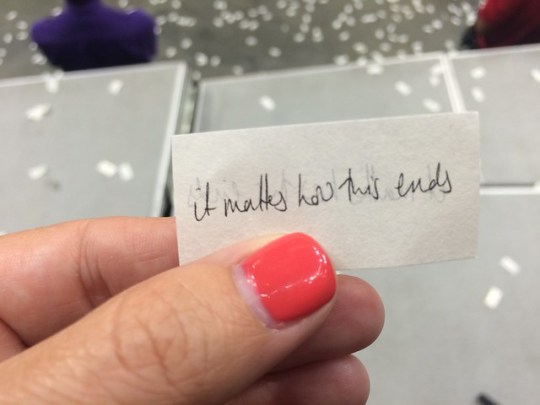 it matters how this ends